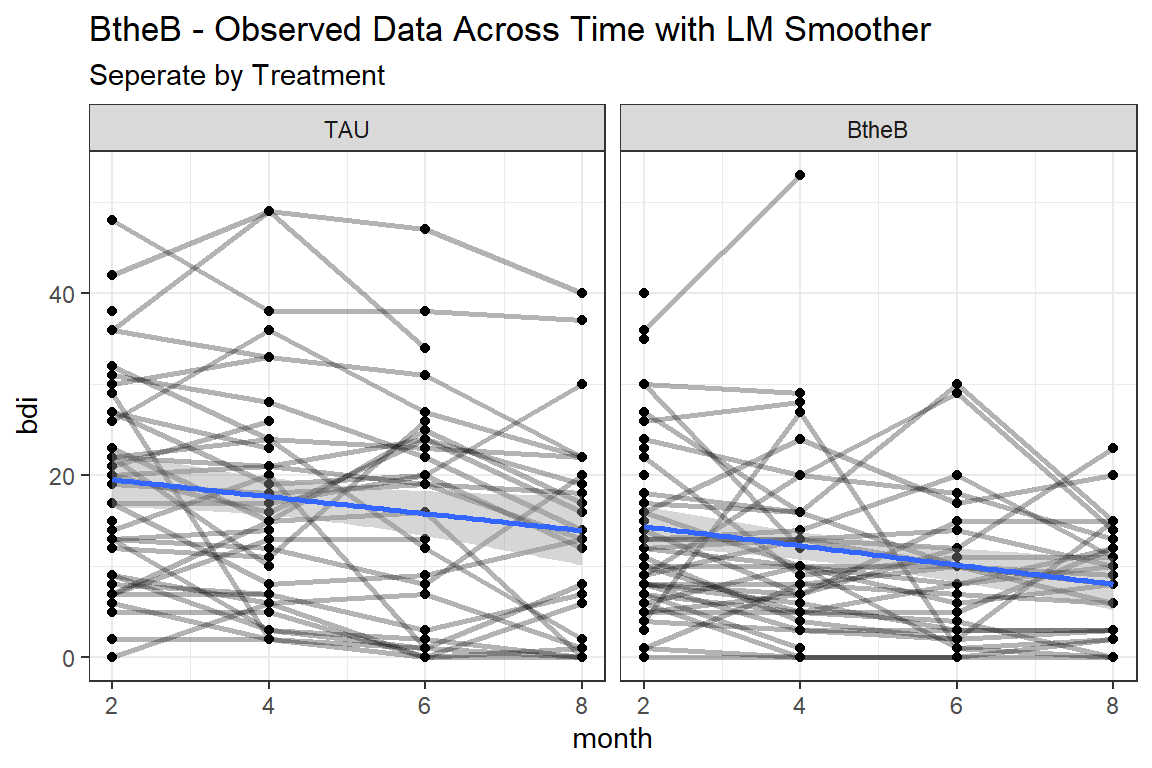 BtheB - Observed Data Across Time with LM Smoother
Seperate by Treatment
TAU BtheB
40
20
0
bdi
2 4 6 8 2 4 6 8
month